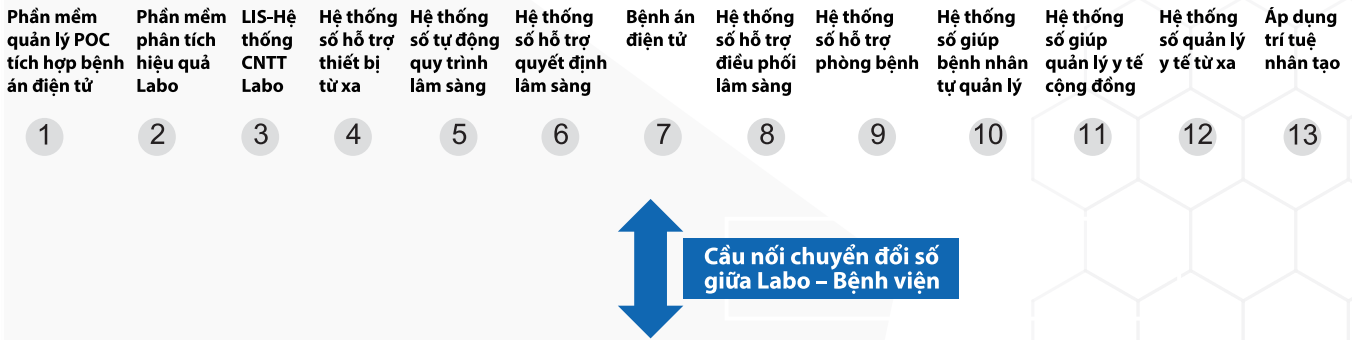 Phần mềm
quản lý POC
tích hợp bệnh
án điện tử
Phần mềm
phân tích
hiệu quả
Labo
LIS-Hệ
thống
CNTT
Labo
Hệ thống
số hỗ trợ
thiết bị
từ xa
Hệ thống
số tự động
quy trình
lâm sàng
Hệ thống
số hỗ trợ
quyết định
lâm sàng
Bệnh án
điện tử
Hệ thống
số hỗ trợ
điều phối
lâm sàng
Hệ thống
số hỗ trợ
phòng bệnh
Hệ thống
số giúp
bệnh nhân
tự quản lý
Hệ thống
số giúp
quản lý y tế
cộng đồng
Hệ thống
số quản lý
y tế từ xa
Áp dụng
trí tuệ
nhân tạo
1 2 3 4 5 6 7 8 9 10 11 12 13
Cầu nối chuyển đổi số
giữa Labo – Bệnh viện